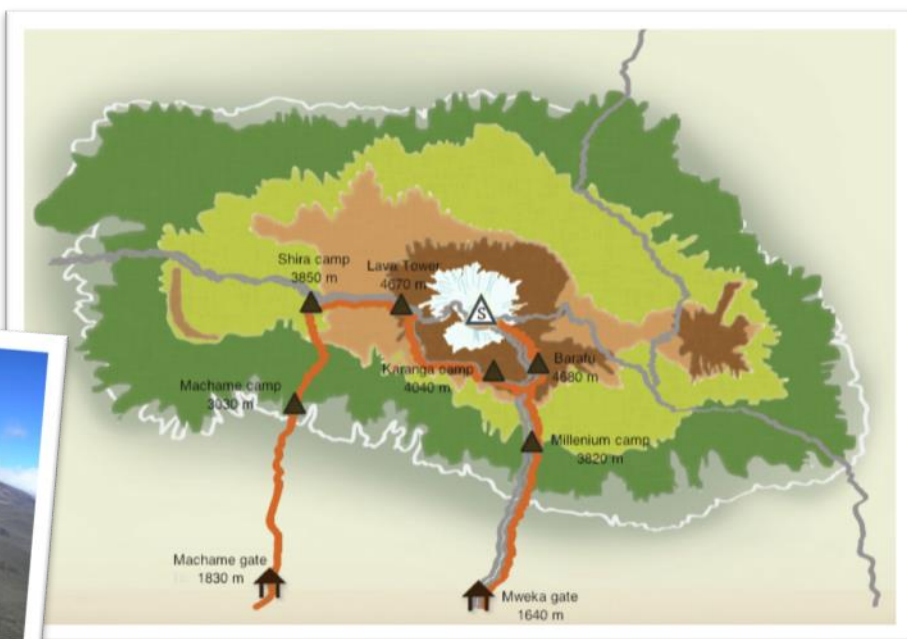 Shira camp
3850 m
Lava Tower
4670 m
S
Karanga camp
4040 m
Barafu
4680 m
Machame camp
3030 m
Millenium camp
3820 m
Machame gate
1830 m
Mweka gate
1640 m